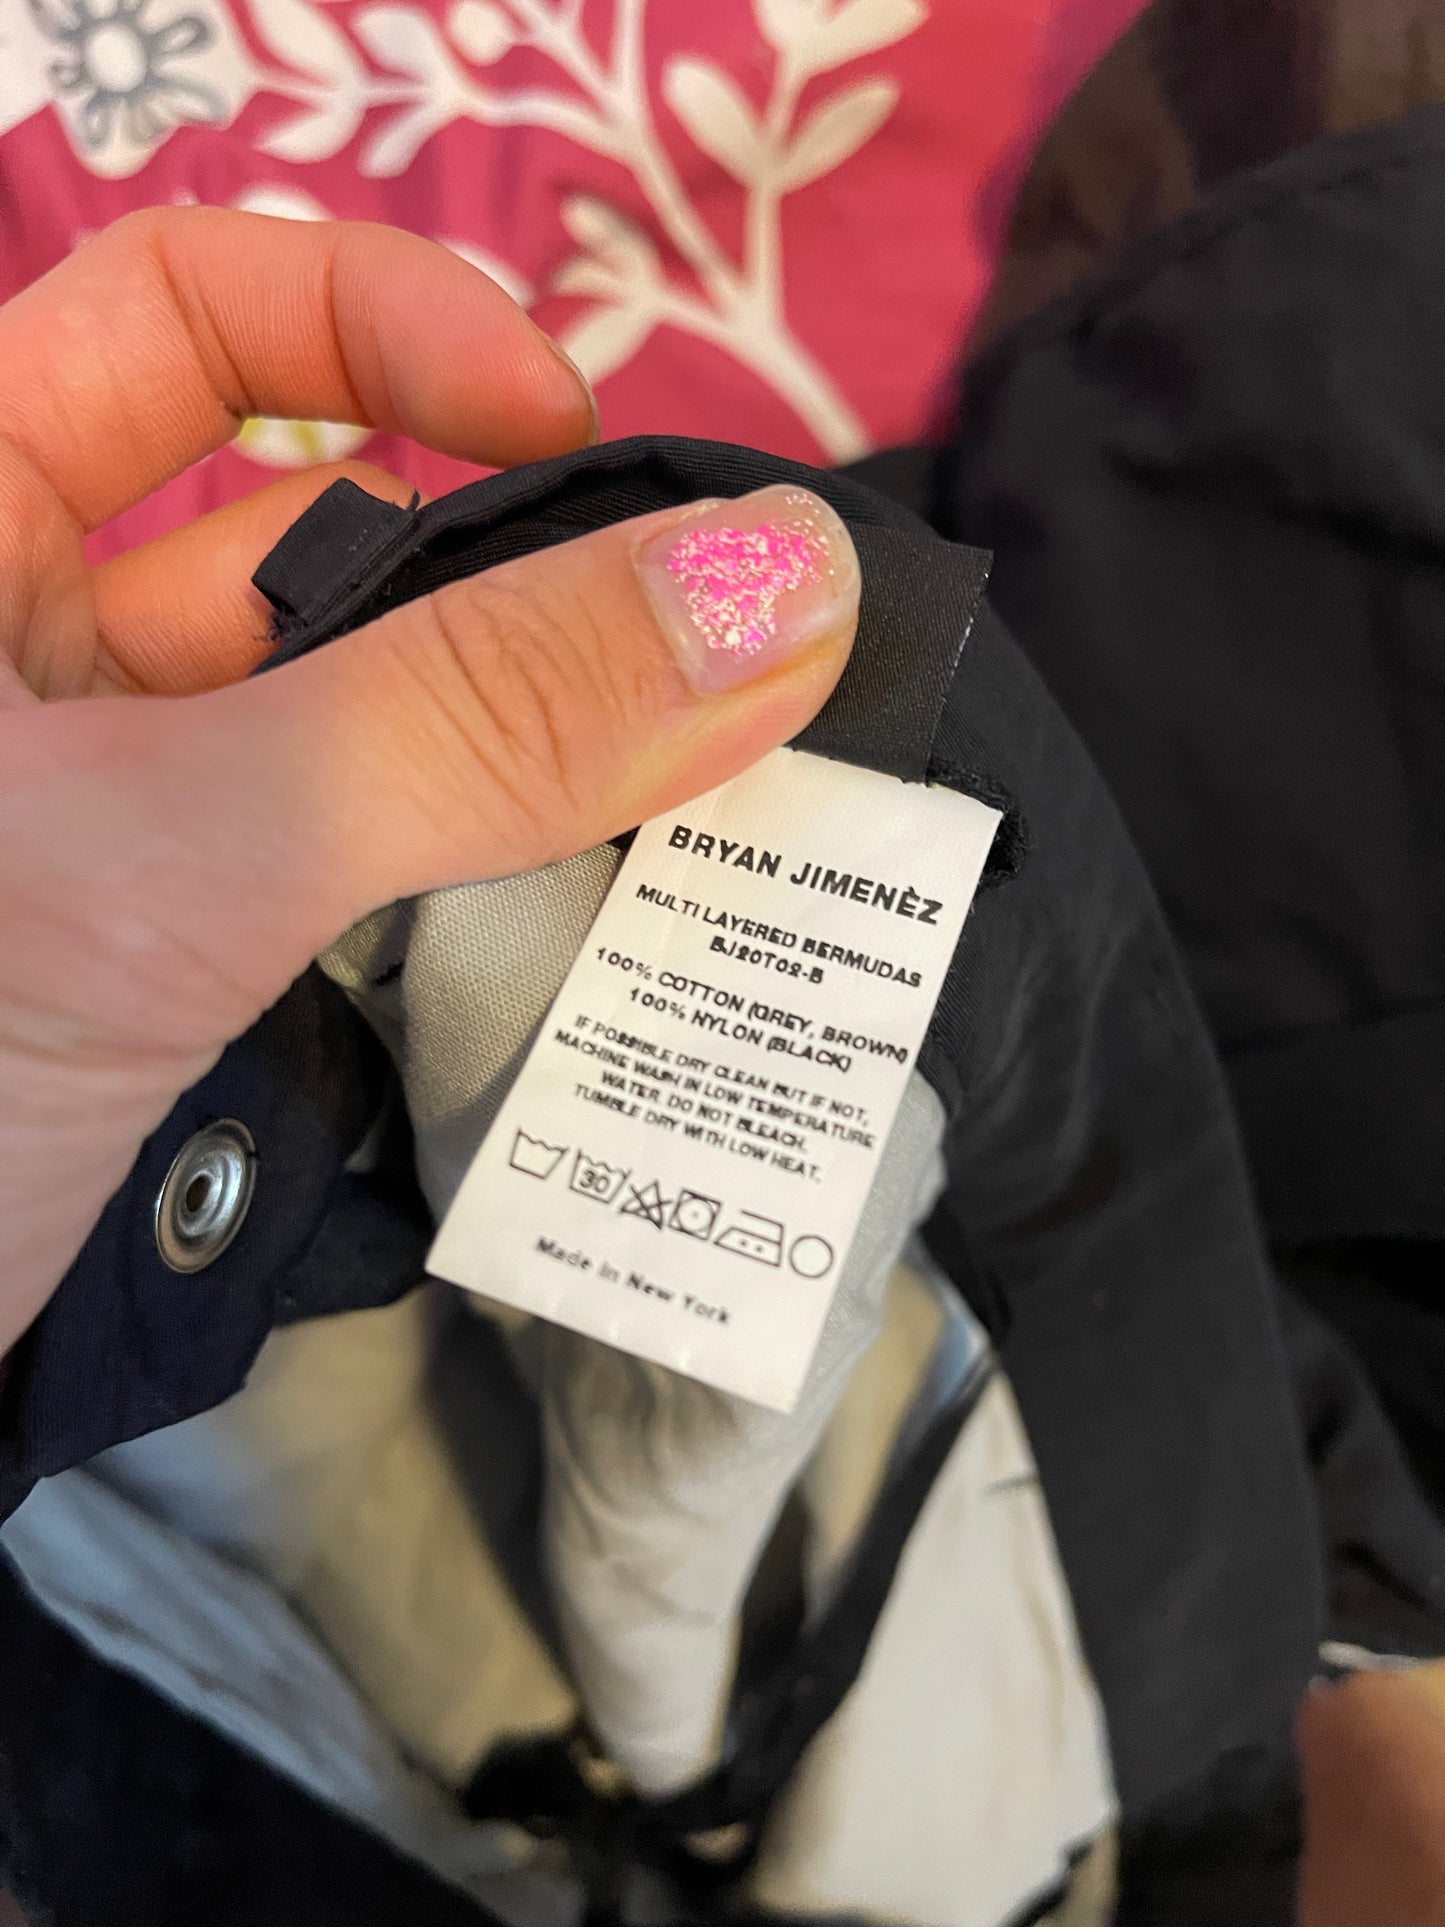 BRYAN JIMENÈZ
MULTI LAYERED BERMUDAS
BJ20T02-B
100% COTTON (GREY, BROWN)
100% NYLON (BLACK)
IF POSSIBLE DRY CLEAN BUT IF NOT,
MACHINE WASH IN LOW TEMPERATURE
WATER. DO NOT BLEACH.
TUMBLE DRY WITH LOW HEAT.
30
Made in New York